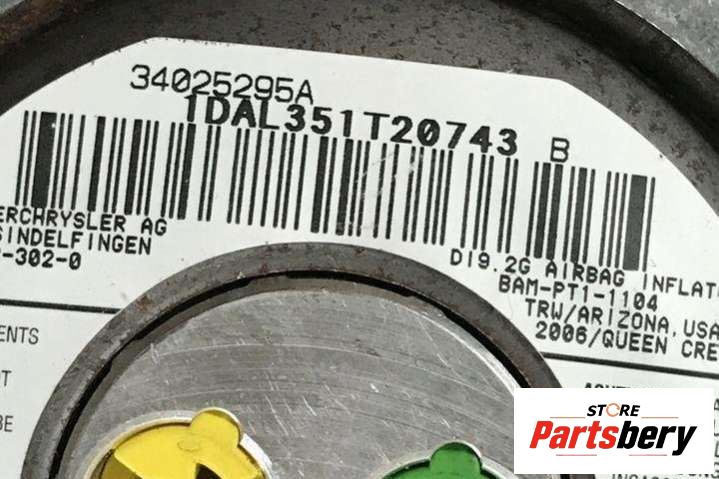 34025295A
1DAL351T20743 B
ERCHRYSLER AG
SINDELFINGEN
-302-0
DI9.2G AIRBAG INFLAT
BAM-PT1-1104
TRW/ARIZONA, USA
2006/QUEEN CRE
ENTS
OT
BE
STORE
Partsbery